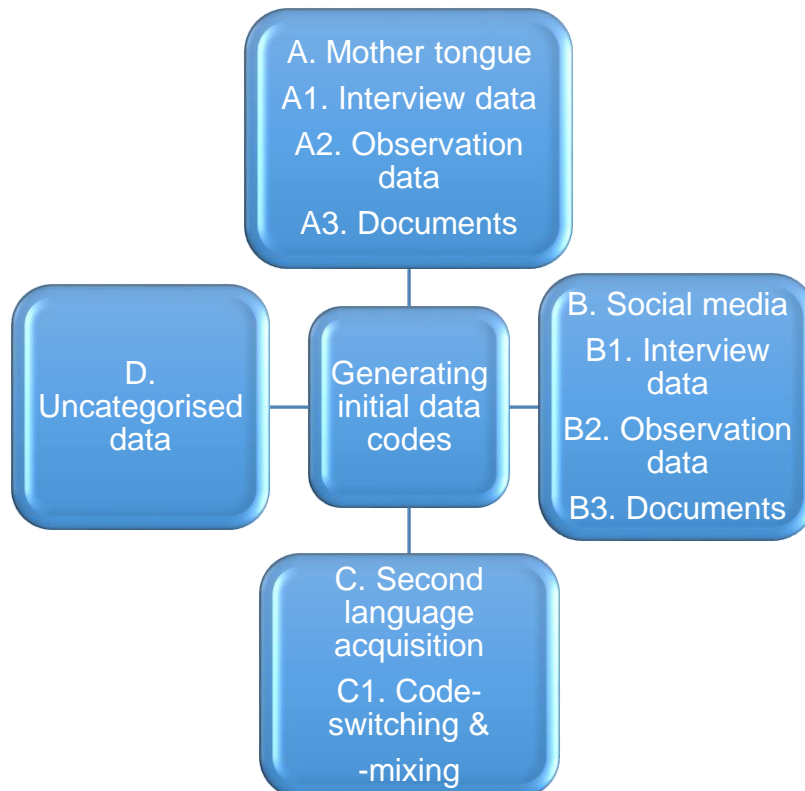 A. Mother tongue
A1. Interview data
A2. Observation
data
A3. Documents
D.
Uncategorised
data
Generating
initial data
codes
B. Social media
B1. Interview
data
B2. Observation
data
B3. Documents
C. Second
language
acquisition
C1. Code-
switching &
-mixing